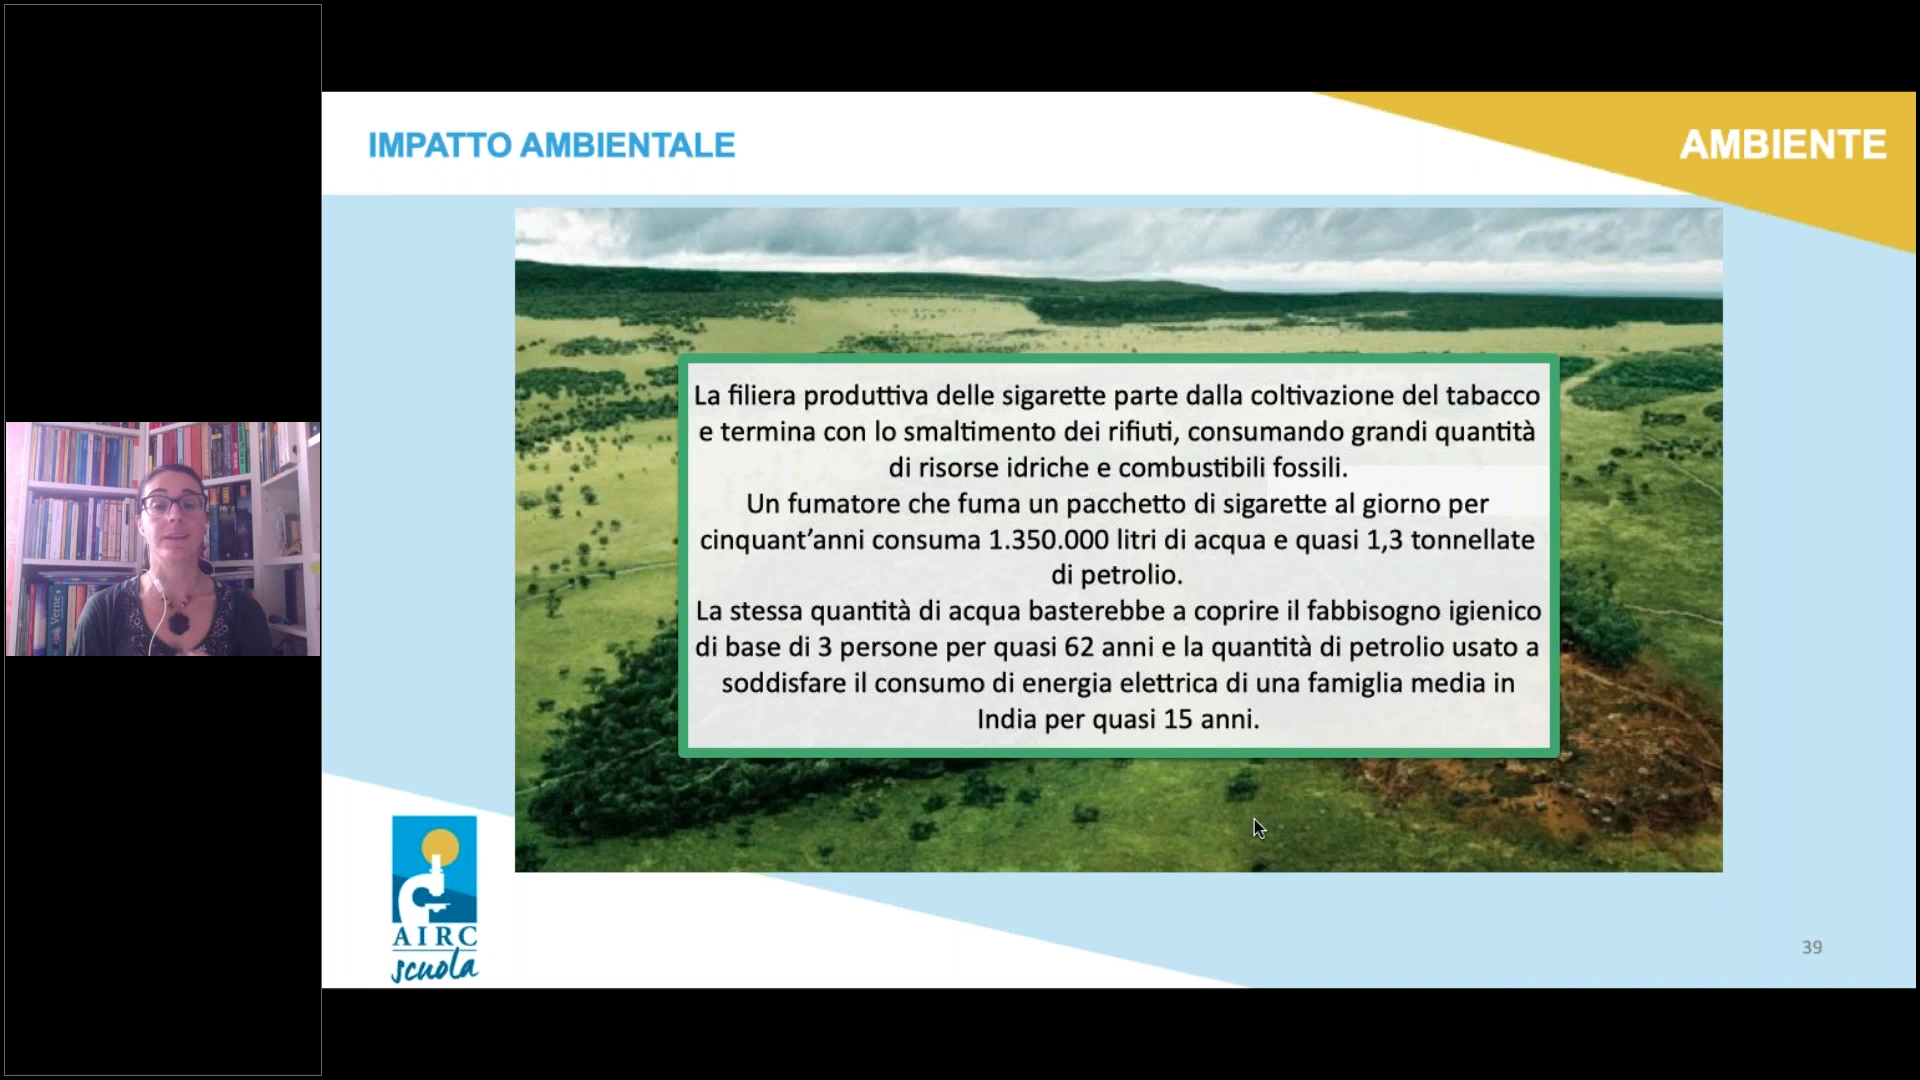 IMPATTO AMBIENTALE
AMBIENTE
La filiera produttiva delle sigarette parte dalla coltivazione del tabacco
e termina con lo smaltimento dei rifiuti, consumando grandi quantità
di risorse idriche e combustibili fossili.
Un fumatore che fuma un pacchetto di sigarette al giorno per
cinquant’anni consuma 1.350.000 litri di acqua e quasi 1,3 tonnellate
di petrolio.
La stessa quantità di acqua basterebbe a coprire il fabbisogno igienico
di base di 3 persone per quasi 62 anni e la quantità di petrolio usato a
soddisfare il consumo di energia elettrica di una famiglia media in
India per quasi 15 anni.
Verne
AIRC
scuola
39